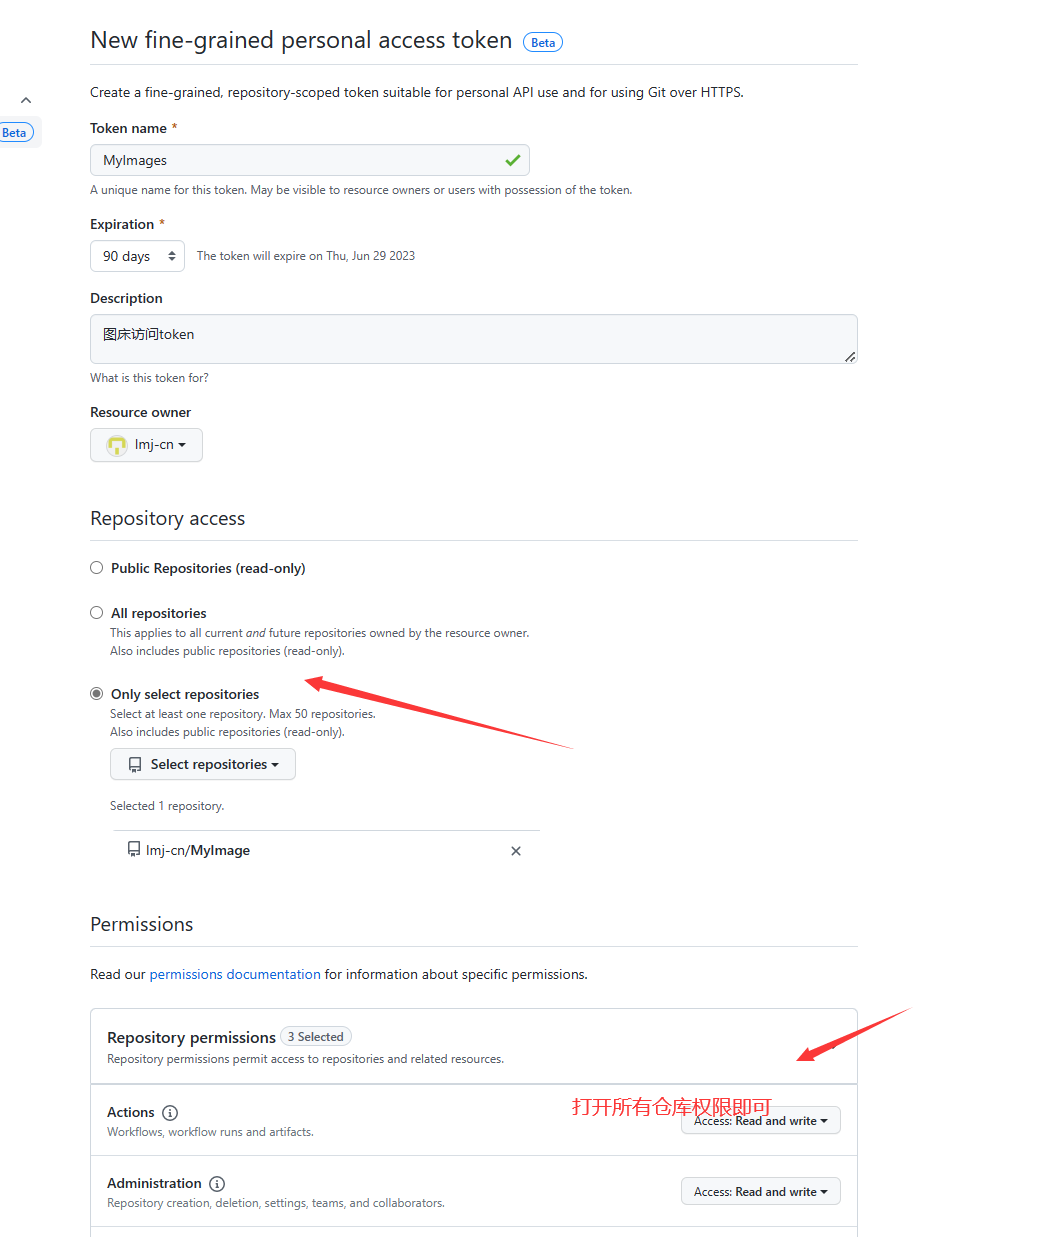 New fine-grained personal access token Beta
Create a fine-grained, repository-scoped token suitable for personal API use and for using Git over HTTPS.
Beta
Token name *
MyImages
A unique name for this token. May be visible to resource owners or users with possession of the token.
Expiration *
90 days The token will expire on Thu, Jun 29 2023
Description
图床访问token
What is this token for?
Resource owner
lmj-cn
Repository access
Public Repositories (read-only)
All repositories
This applies to all current and future repositories owned by the resource owner.
Also includes public repositories (read-only).
Only select repositories
Select at least one repository. Max 50 repositories.
Also includes public repositories (read-only).
Select repositories
Selected 1 repository.
lmj-cn/MyImage
Permissions
Read our permissions documentation for information about specific permissions.
Repository permissions 3 Selected
Repository permissions permit access to repositories and related resources.
打开所有仓库权限即可
Actions
Access: Read and write
Workflows, workflow runs and artifacts.
Administration
Access: Read and write
Repository creation, deletion, settings, teams, and collaborators.